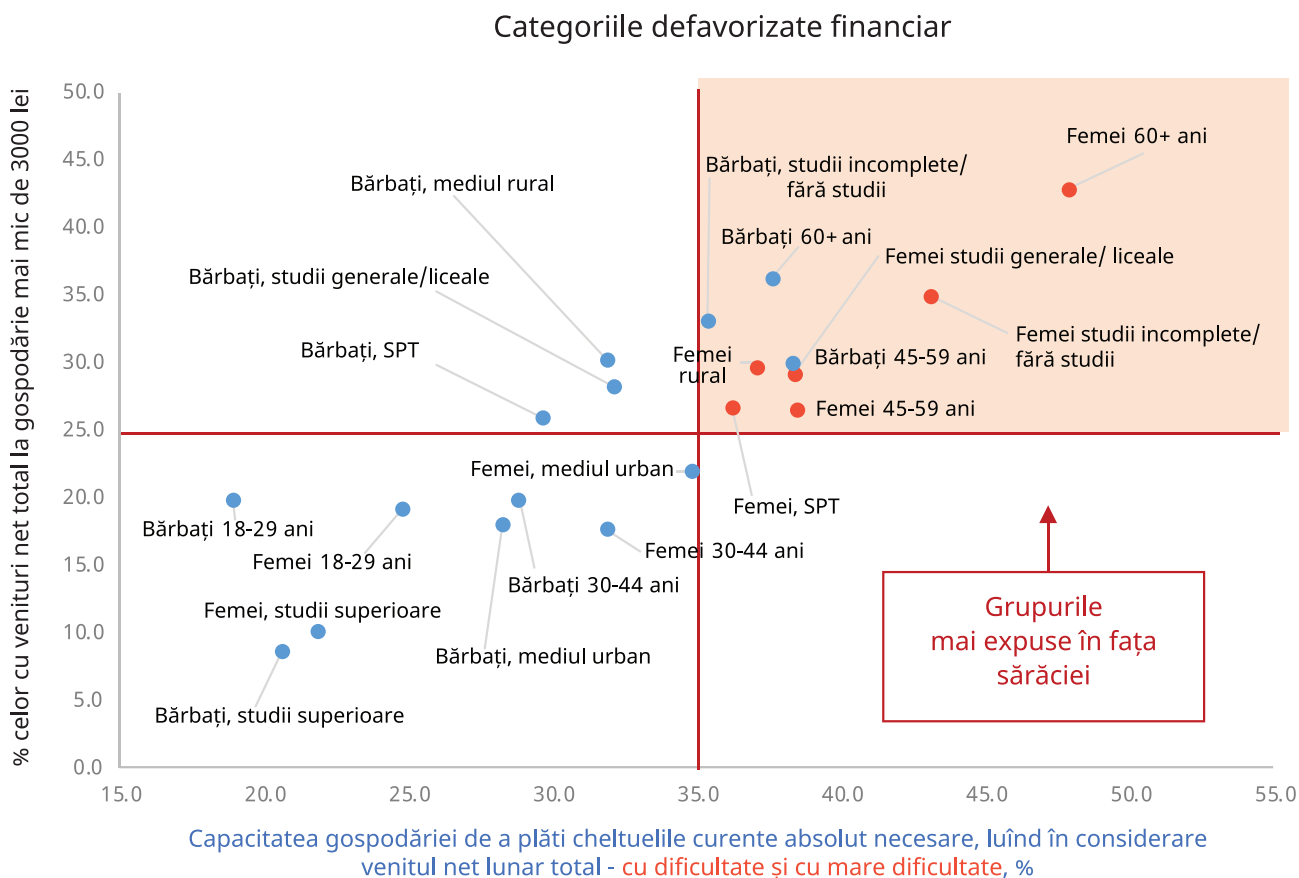 Categoriile defavorizate financiar
% celor cu venituri net total la gospodărie mai mic de 3000 lei
50.0
45.0
40.0
35.0
30.0
25.0
20.0
15.0
10.0
5.0
0.0
Femei 60+ ani
Bărbați, studii incomplete/
fără studii
Bărbați, mediul rural
Bărbați 60+ ani
Femei studii generale/ liceale
Bărbați, studii generale/liceale
Femei studii incomplete/
fără studii
Bărbați, SPT
Femei
rural
Bărbați 45-59 ani
Femei 45-59 ani
Femei, mediul urban
Femei, SPT
Bărbați 18-29 ani
Femei 18-29 ani
Femei 30-44 ani
Bărbați 30-44 ani
Femei, studii superioare
Bărbați, mediul urban
Bărbați, studii superioare
Grupurile
mai expuse în fața
sărăciei
15.0 20.0 25.0 30.0 35.0 40.0 45.0 50.0 55.0
Capacitatea gospodăriei de a plăti cheltuelile curente absolut necesare, luînd în considerare
venitul net lunar total - cu dificultate și cu mare dificultate, %